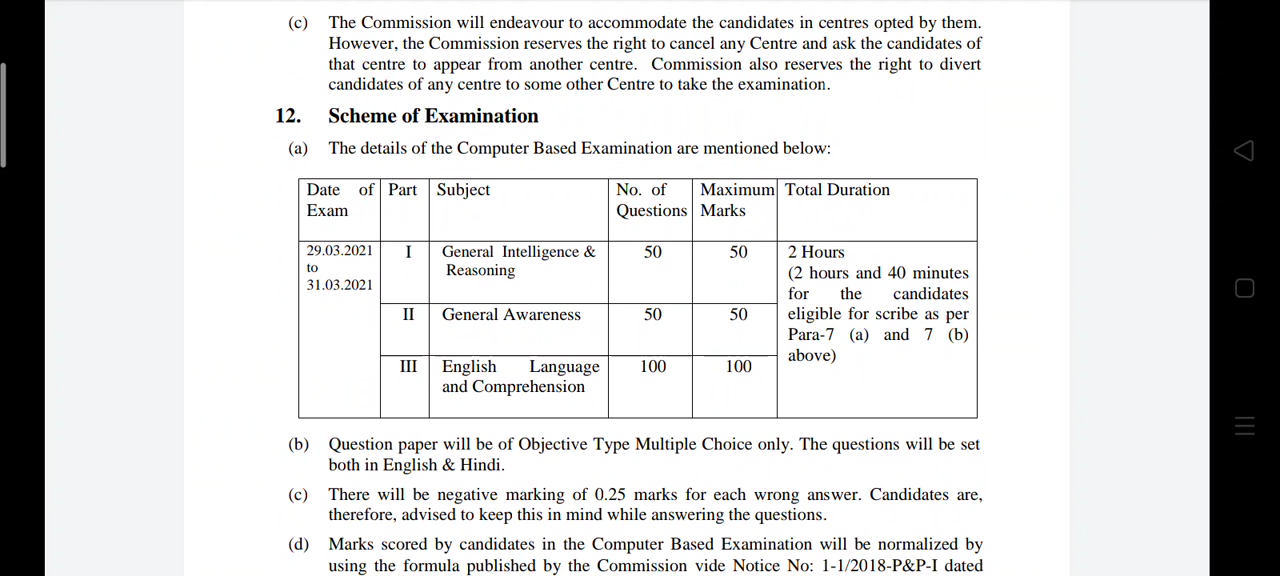 (c) The Commission will endeavour to accommodate the candidates in centres opted by them.
However, the Commission reserves the right to cancel any Centre and ask the candidates of
that centre to appear from another centre. Commission also reserves the right to divert
candidates of any centre to some other Centre to take the examination.
12. Scheme of Examination
(a) The details of the Computer Based Examination are mentioned below:
Date of Exam | Part | Subject | No. of Questions | Maximum Marks | Total Duration
29.03.2021 to 31.03.2021 | I | General Intelligence & Reasoning | 50 | 50 | 2 Hours (2 hours and 40 minutes for the candidates eligible for scribe as per Para-7 (a) and 7 (b) above)
II | General Awareness | 50 | 50
III | English Language and Comprehension | 100 | 100
(b) Question paper will be of Objective Type Multiple Choice only. The questions will be set
both in English & Hindi.
(c) There will be negative marking of 0.25 marks for each wrong answer. Candidates are,
therefore, advised to keep this in mind while answering the questions.
(d) Marks scored by candidates in the Computer Based Examination will be normalized by
using the formula published by the Commission vide Notice No: 1-1/2018-P&P-I dated